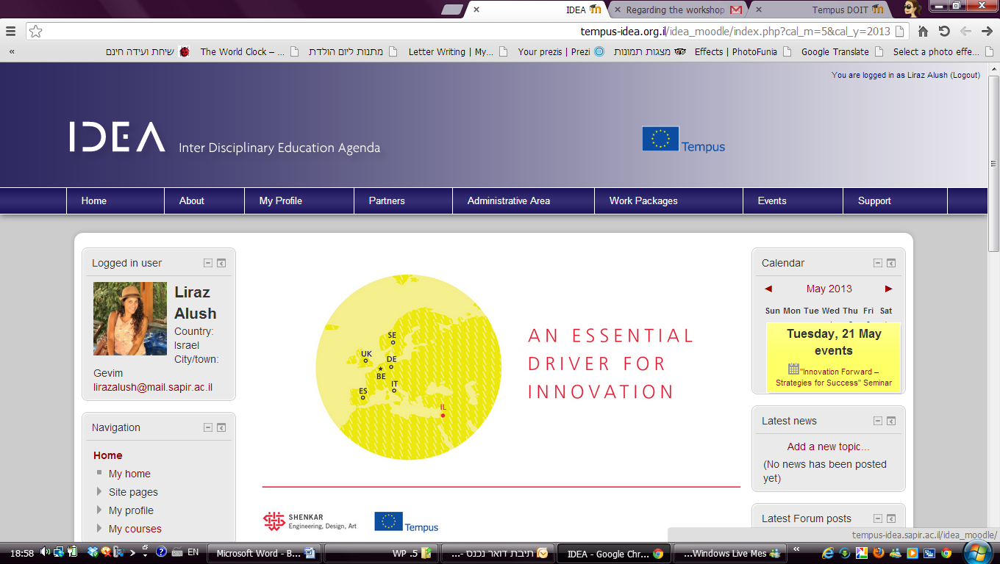 IDEA
Regarding the workshop
Tempus DOIT
tempus-idea.org.il/idea_moodle/index.php?cal_m=5&cal_y=2013
«
שיחת ועידה חינם
The World Clock – ...
מתנות ליום הולדת
Letter Writing | My...
Your prezis | Prezi
מצגות תמונות
Effects | PhotoFunia
Google Translate
Select a photo effe...
You are logged in as Liraz Alush (Logout)
IDEA Inter Disciplinary Education Agenda
Tempus
Home
About
My Profile
Partners
Administrative Area
Work Packages
Events
Support
Logged in user
Liraz
Alush
Country:
Israel
City/town:
Gevim
lirazalush@mail.sapir.ac.il
Navigation
Home
My home
Site pages
My profile
My courses
SE
UK
DE
BE
IT
ES
IL
AN ESSENTIAL
DRIVER FOR
INNOVATION
SHENKAR
Engineering, Design, Art
Tempus
Calendar
◄ May 2013 ►
Sun Mon Tue Wed Thu Fri Sat
Tuesday, 21 May
events
"Innovation Forward –
Strategies for Success" Seminar
Latest news
Add a new topic...
(No news has been posted
yet)
Latest Forum posts
tempus-idea.sapir.ac.il/idea_moodle/
18:58
5
EN
Microsoft Word - B...
WP .5
תיבת דואר נכנס - ...
IDEA - Google Chr...
...Windows Live Mes
«